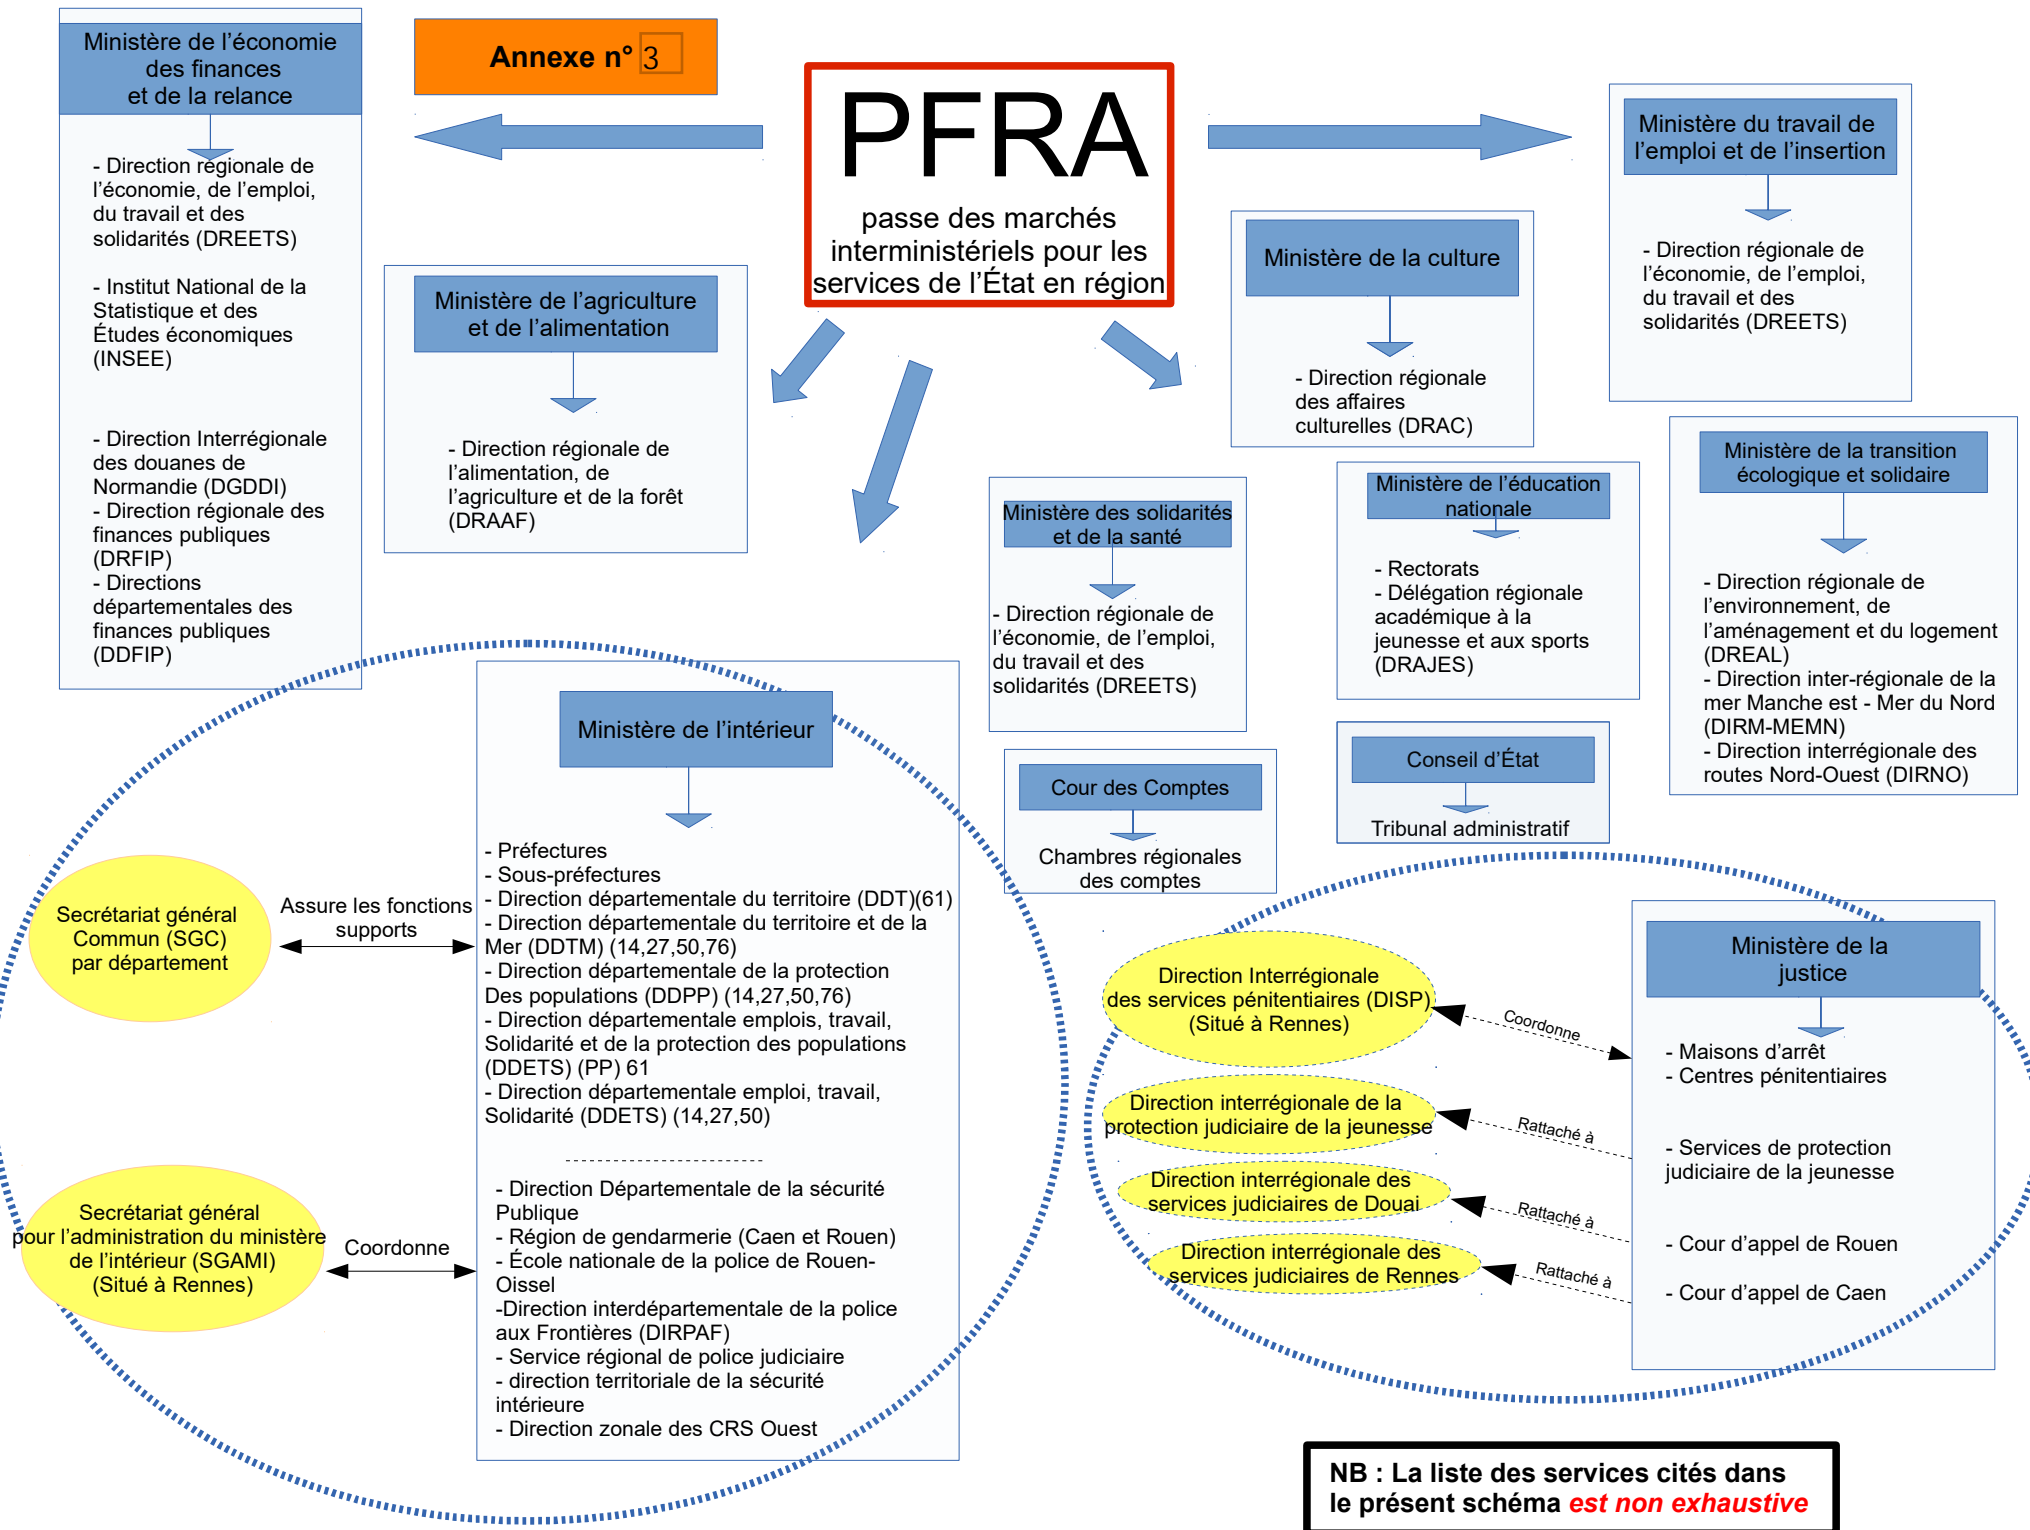 Ministère de l’économie
des finances
et de la relance
- Direction régionale de
l’économie, de l’emploi,
du travail et des
solidarités (DREETS)
- Institut National de la
Statistique et des
Études économiques
(INSEE)
- Direction Interrégionale
des douanes de
Normandie (DGDDI)
- Direction régionale des
finances publiques
(DRFIP)
- Directions
départementales des
finances publiques
(DDFIP)
Annexe n° 3
PFRA
passe des marchés
interministériels pour les
services de l’État en région
Ministère de l’agriculture
et de l’alimentation
- Direction régionale de
l’alimentation, de
l’agriculture et de la forêt
(DRAAF)
Ministère de la culture
- Direction régionale
des affaires
culturelles (DRAC)
Ministère du travail de
l’emploi et de l’insertion
- Direction régionale de
l’économie, de l’emploi,
du travail et des
solidarités (DREETS)
Ministère des solidarités
et de la santé
- Direction régionale de
l’économie, de l’emploi,
du travail et des
solidarités (DREETS)
Ministère de l’éducation
nationale
- Rectorats
- Délégation régionale
académique à la
jeunesse et aux sports
(DRAJES)
Ministère de la transition
écologique et solidaire
- Direction régionale de
l’environnement, de
l’aménagement et du logement
(DREAL)
- Direction inter-régionale de la
mer Manche est - Mer du Nord
(DIRM-MEMN)
- Direction interrégionale des
routes Nord-Ouest (DIRNO)
Cour des Comptes
Chambres régionales
des comptes
Conseil d’État
Tribunal administratif
Ministère de l’intérieur
- Préfectures
- Sous-préfectures
- Direction départementale du territoire (DDT)(61)
- Direction départementale du territoire et de la
Mer (DDTM) (14,27,50,76)
- Direction départementale de la protection
Des populations (DDPP) (14,27,50,76)
- Direction départementale emplois, travail,
Solidarité et de la protection des populations
(DDETS) (PP) 61
- Direction départementale emploi, travail,
Solidarité (DDETS) (14,27,50)
- Direction Départementale de la sécurité
Publique
- Région de gendarmerie (Caen et Rouen)
- École nationale de la police de Rouen-
Oissel
-Direction interdépartementale de la police
aux Frontières (DIRPAF)
- Service régional de police judiciaire
- direction territoriale de la sécurité
intérieure
- Direction zonale des CRS Ouest
Secrétariat général
Commun (SGC)
par département
Assure les fonctions
supports
Secrétariat général
pour l’administration du ministère
de l’intérieur (SGAMI)
(Situé à Rennes)
Coordonne
Ministère de la
justice
- Maisons d’arrêt
- Centres pénitentiaires
- Services de protection
judiciaire de la jeunesse
- Cour d’appel de Rouen
- Cour d’appel de Caen
Direction Interrégionale
des services pénitentiaires (DISP)
(Situé à Rennes)
Coordonne
Direction interrégionale de la
protection judiciaire de la jeunesse
Rattaché à
Direction interrégionale des
services judiciaires de Douai
Rattaché à
Direction interrégionale des
services judiciaires de Rennes
Rattaché à
NB : La liste des services cités dans
le présent schéma est non exhaustive